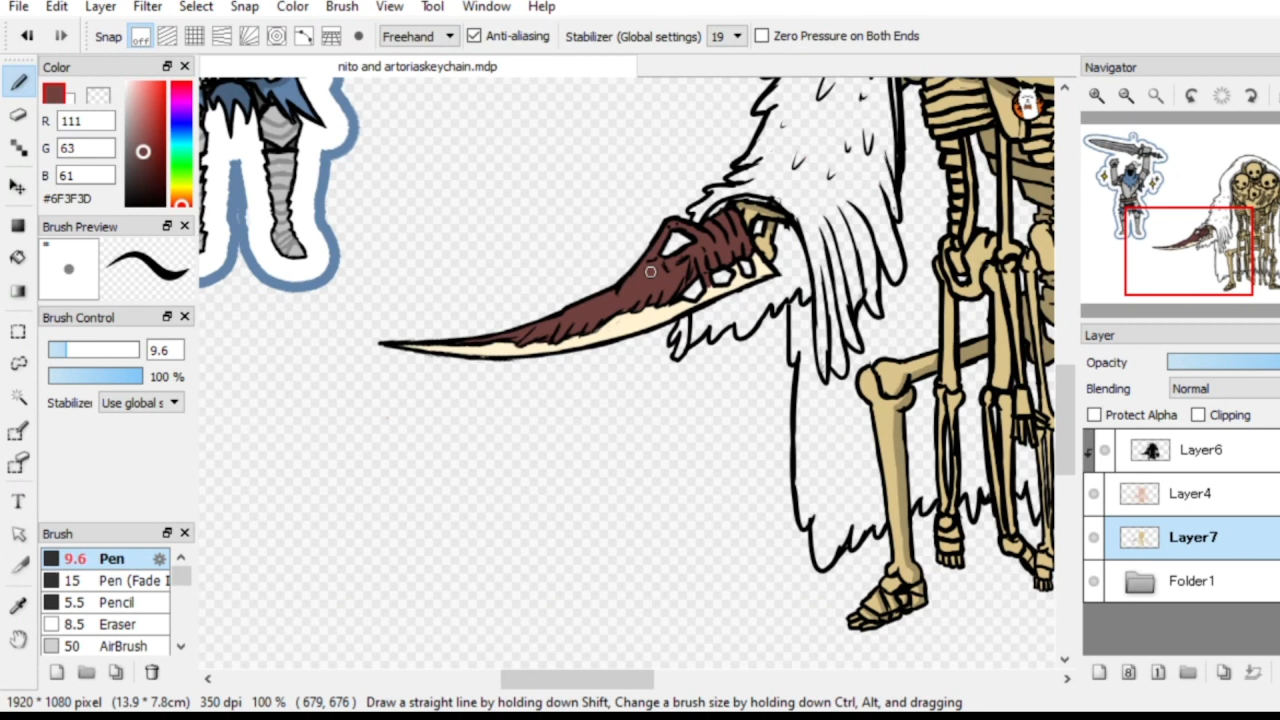 File Edit Layer Filter Select Snap Color Brush View Tool Window Help
Snap off Freehand Anti-aliasing Stabilizer (Global settings) 19 Zero Pressure on Both Ends
Color
nito and artoriaskeychain.mdp
Navigator
R 111
G 63
B 61
#6F3F3D
Brush Preview
Brush Control
9.6
100 %
Stabilizer Use global s
Layer
Opacity
Blending Normal
Protect Alpha Clipping
Layer6
Layer4
Layer7
Folder1
Brush
9.6 Pen
15 Pen (Fade I
5.5 Pencil
8.5 Eraser
50 AirBrush
1920 * 1080 pixel (13.9 * 7.8cm) 350 dpi 100 % ( 679, 676 ) Draw a straight line by holding down Shift, Change a brush size by holding down Ctrl, Alt, and dragging